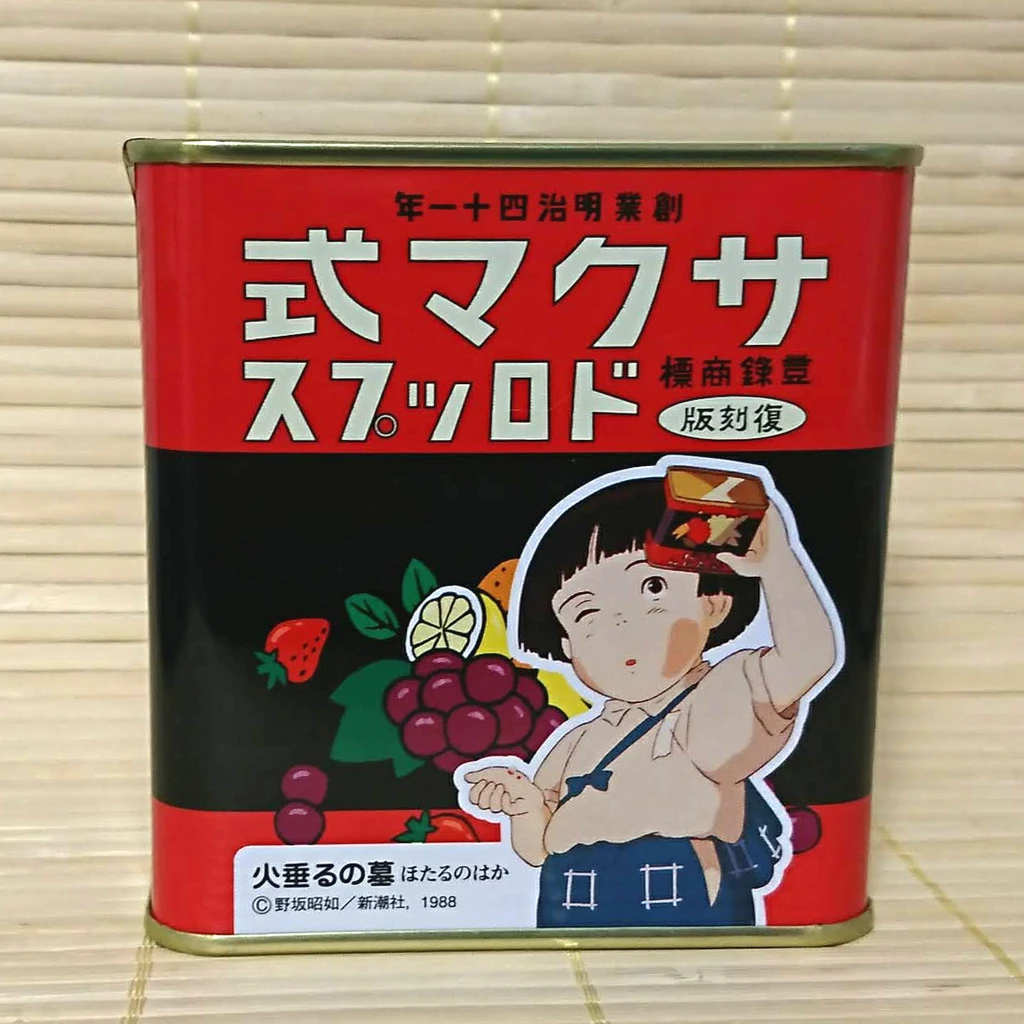 創業明治四十一年
サクマ式
登錄商標
ドロップス
復刻版
火垂るの墓 ほたるのはか
©野坂昭如／新潮社, 1988